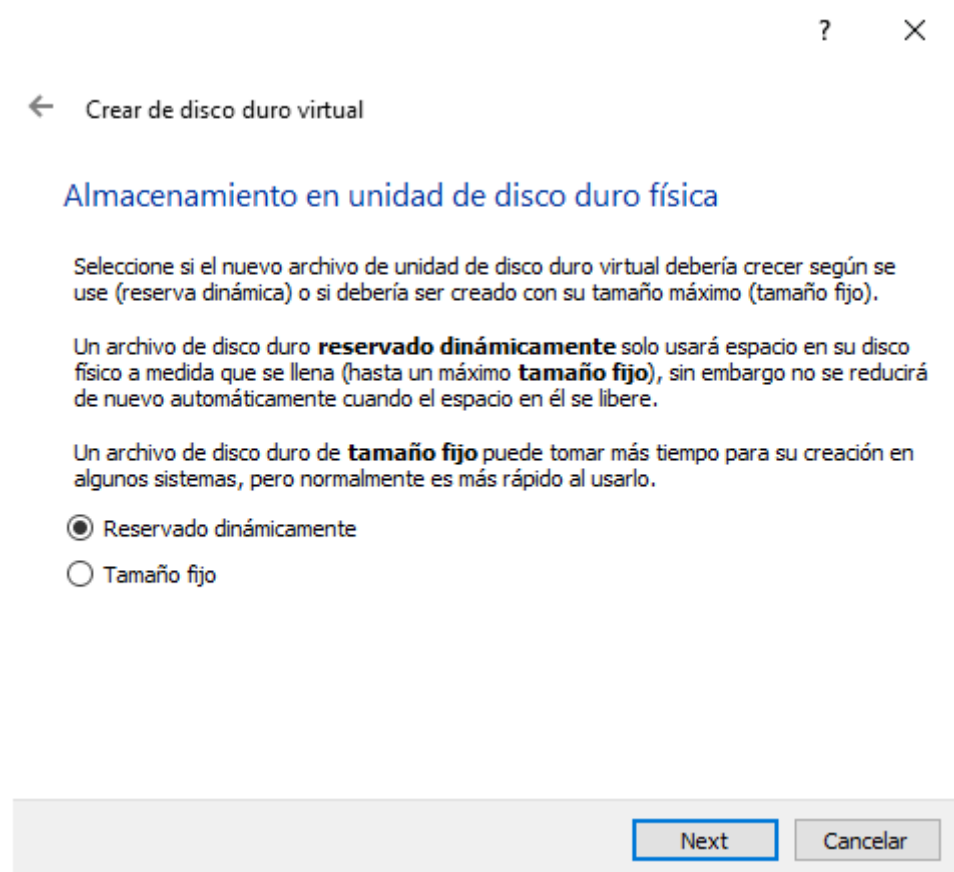 ?
Crear de disco duro virtual
Almacenamiento en unidad de disco duro física
Seleccione si el nuevo archivo de unidad de disco duro virtual debería crecer según se
use (reserva dinámica) o si debería ser creado con su tamaño máximo (tamaño fijo).
Un archivo de disco duro reservado dinámicamente solo usará espacio en su disco
físico a medida que se llena (hasta un máximo tamaño fijo), sin embargo no se reducirá
de nuevo automáticamente cuando el espacio en él se libere.
Un archivo de disco duro de tamaño fijo puede tomar más tiempo para su creación en
algunos sistemas, pero normalmente es más rápido al usarlo.
Reservado dinámicamente
Tamaño fijo
Next Cancelar